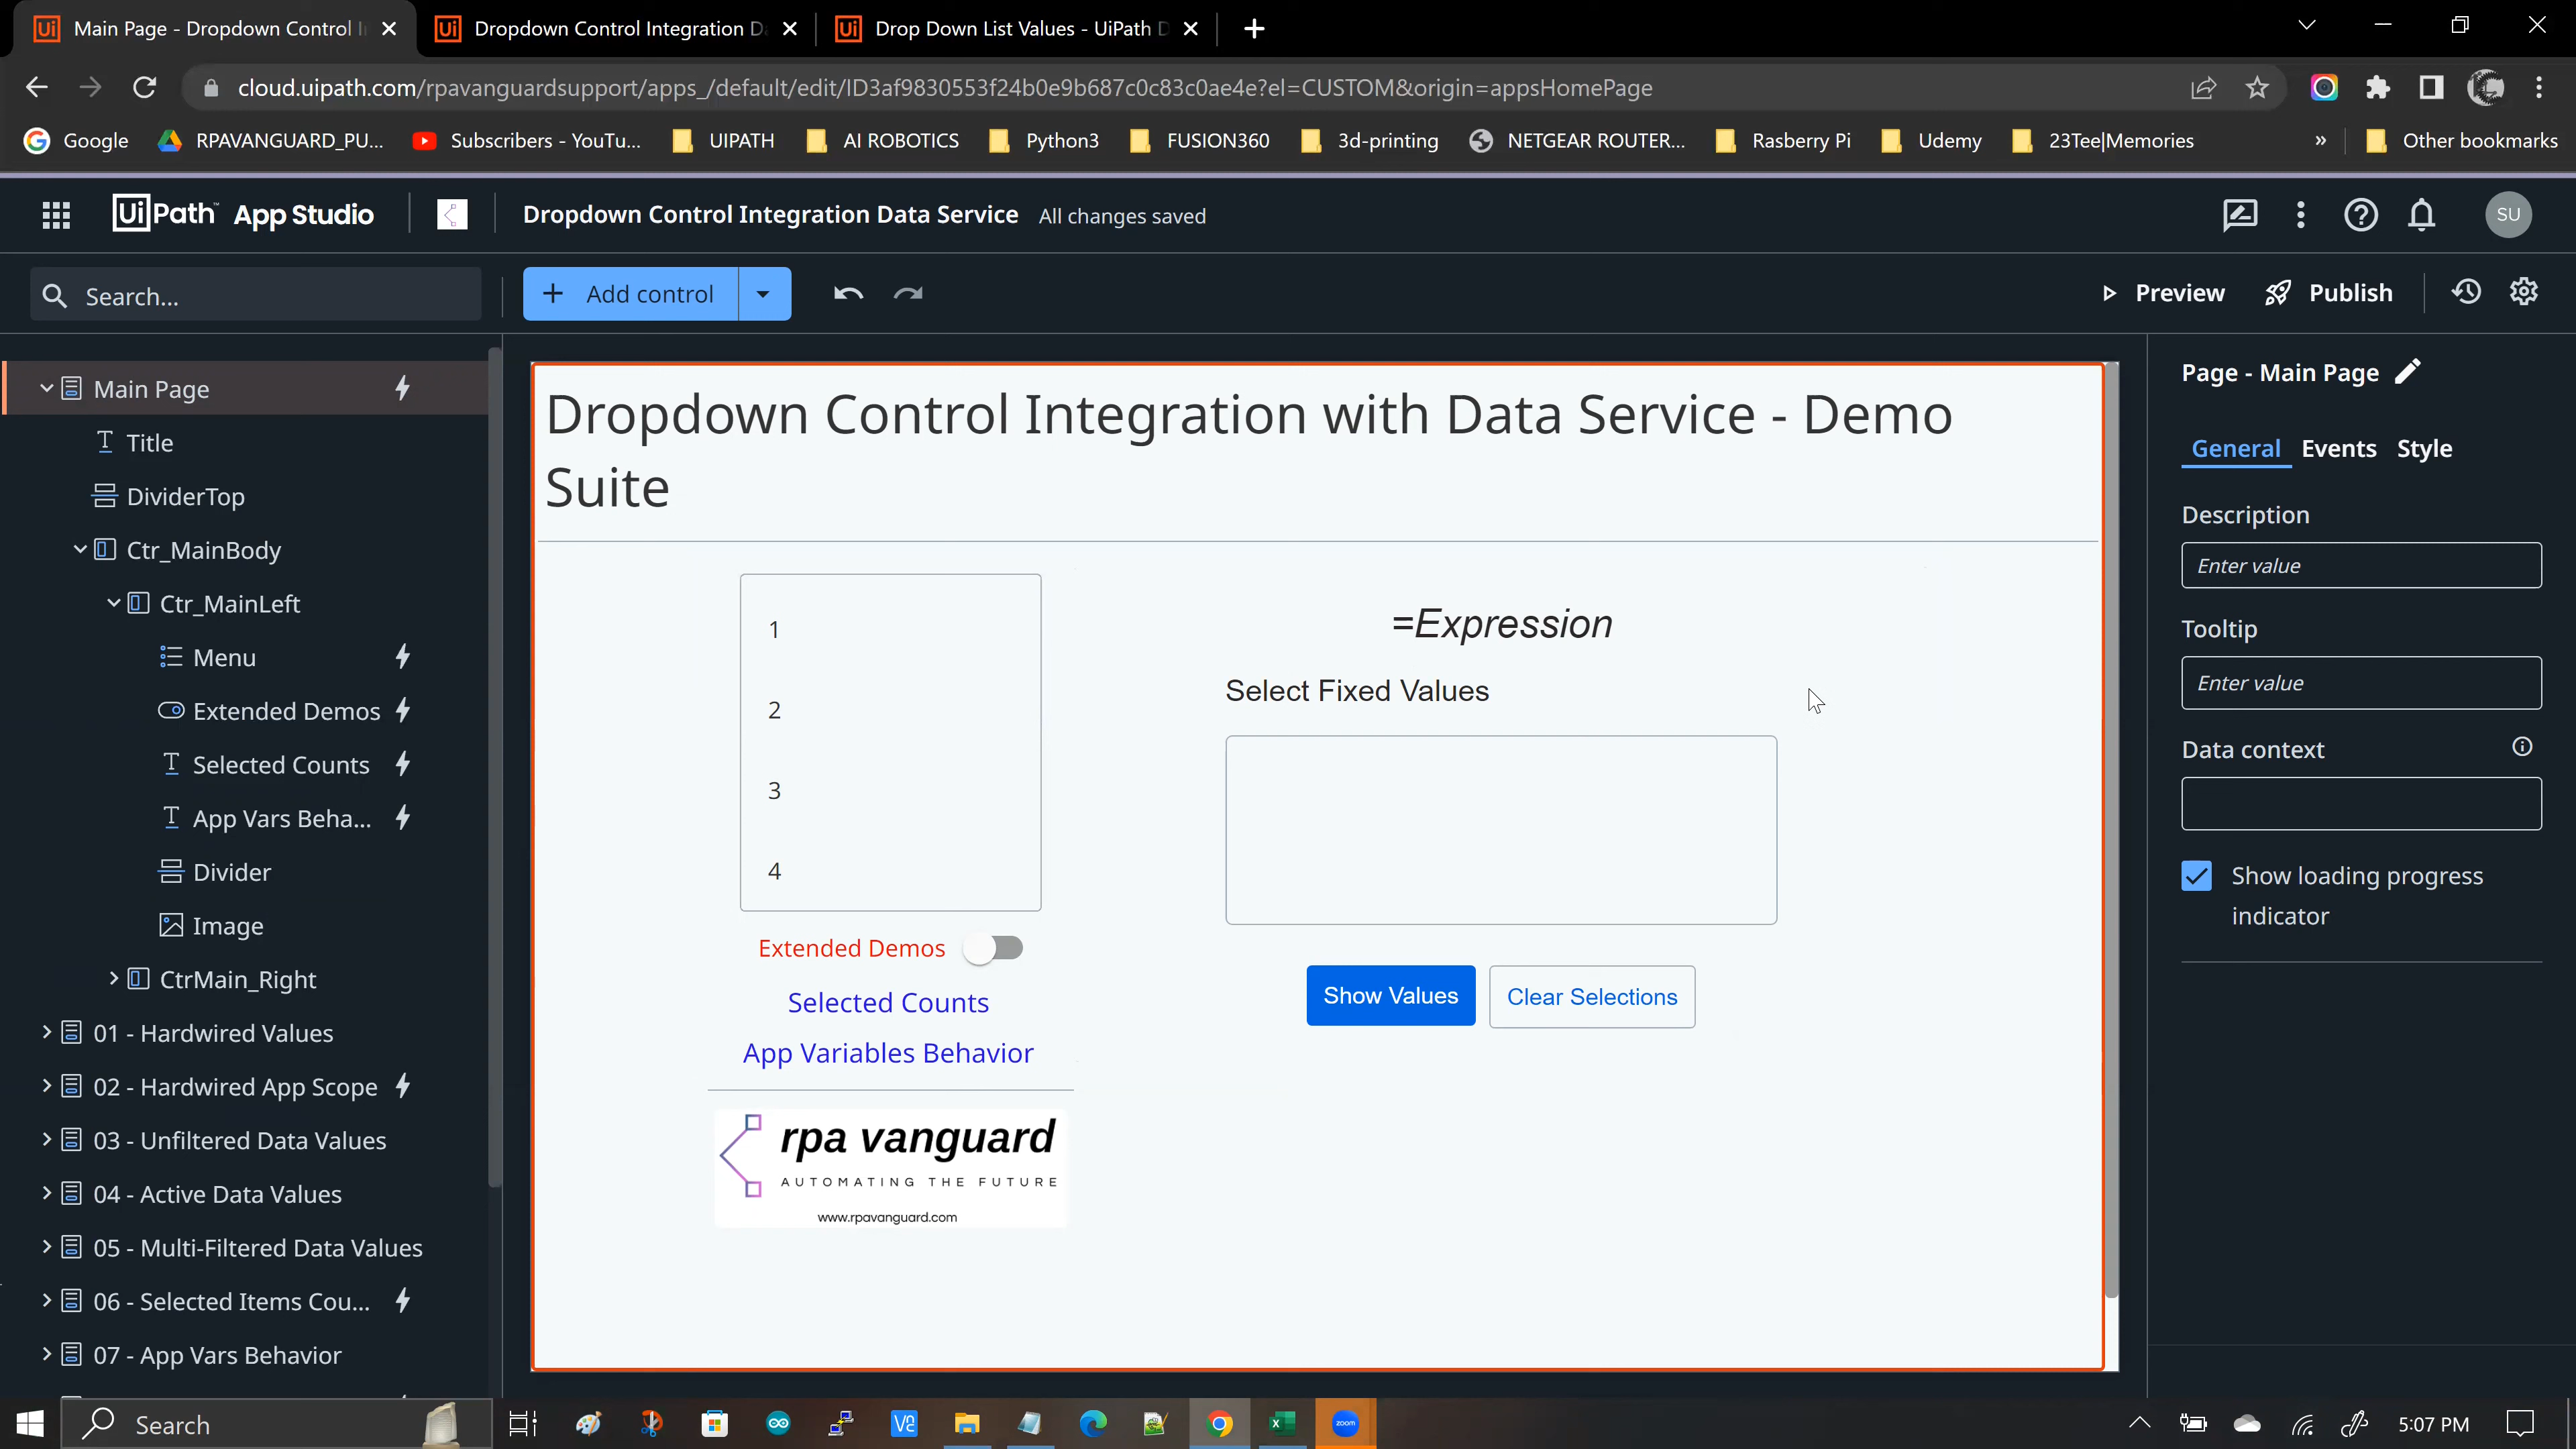 Main Page - Dropdown Control I
Dropdown Control Integration D
Drop Down List Values - UiPath D
cloud.uipath.com/rpavanguardsupport/apps_/default/edit/ID3af9830553f24b0e9b687c0c83c0ae4e?el=CUSTOM&origin=appsHomePage
Google
RPAVANGUARD_PU...
Subscribers - YouTu...
UIPATH
AI ROBOTICS
Python3
FUSION360
3d-printing
NETGEAR ROUTER...
Rasberry Pi
Udemy
23Tee|Memories
»
Other bookmarks
UiPath™ App Studio
Dropdown Control Integration Data Service
All changes saved
SU
Search...
Add control
Preview
Publish
Main Page
Title
DividerTop
Ctr_MainBody
Ctr_MainLeft
Menu
Extended Demos
Selected Counts
App Vars Beha...
Divider
Image
CtrMain_Right
01 - Hardwired Values
02 - Hardwired App Scope
03 - Unfiltered Data Values
04 - Active Data Values
05 - Multi-Filtered Data Values
06 - Selected Items Cou...
07 - App Vars Behavior
Dropdown Control Integration with Data Service - Demo
Suite
1
2
3
4
Extended Demos
Selected Counts
App Variables Behavior
rpa vanguard
AUTOMATING THE FUTURE
www.rpavanguard.com
=Expression
Select Fixed Values
Show Values
Clear Selections
Page - Main Page
General
Events
Style
Description
Enter value
Tooltip
Enter value
Data context
Show loading progress
indicator
Search
zoom
5:07 PM